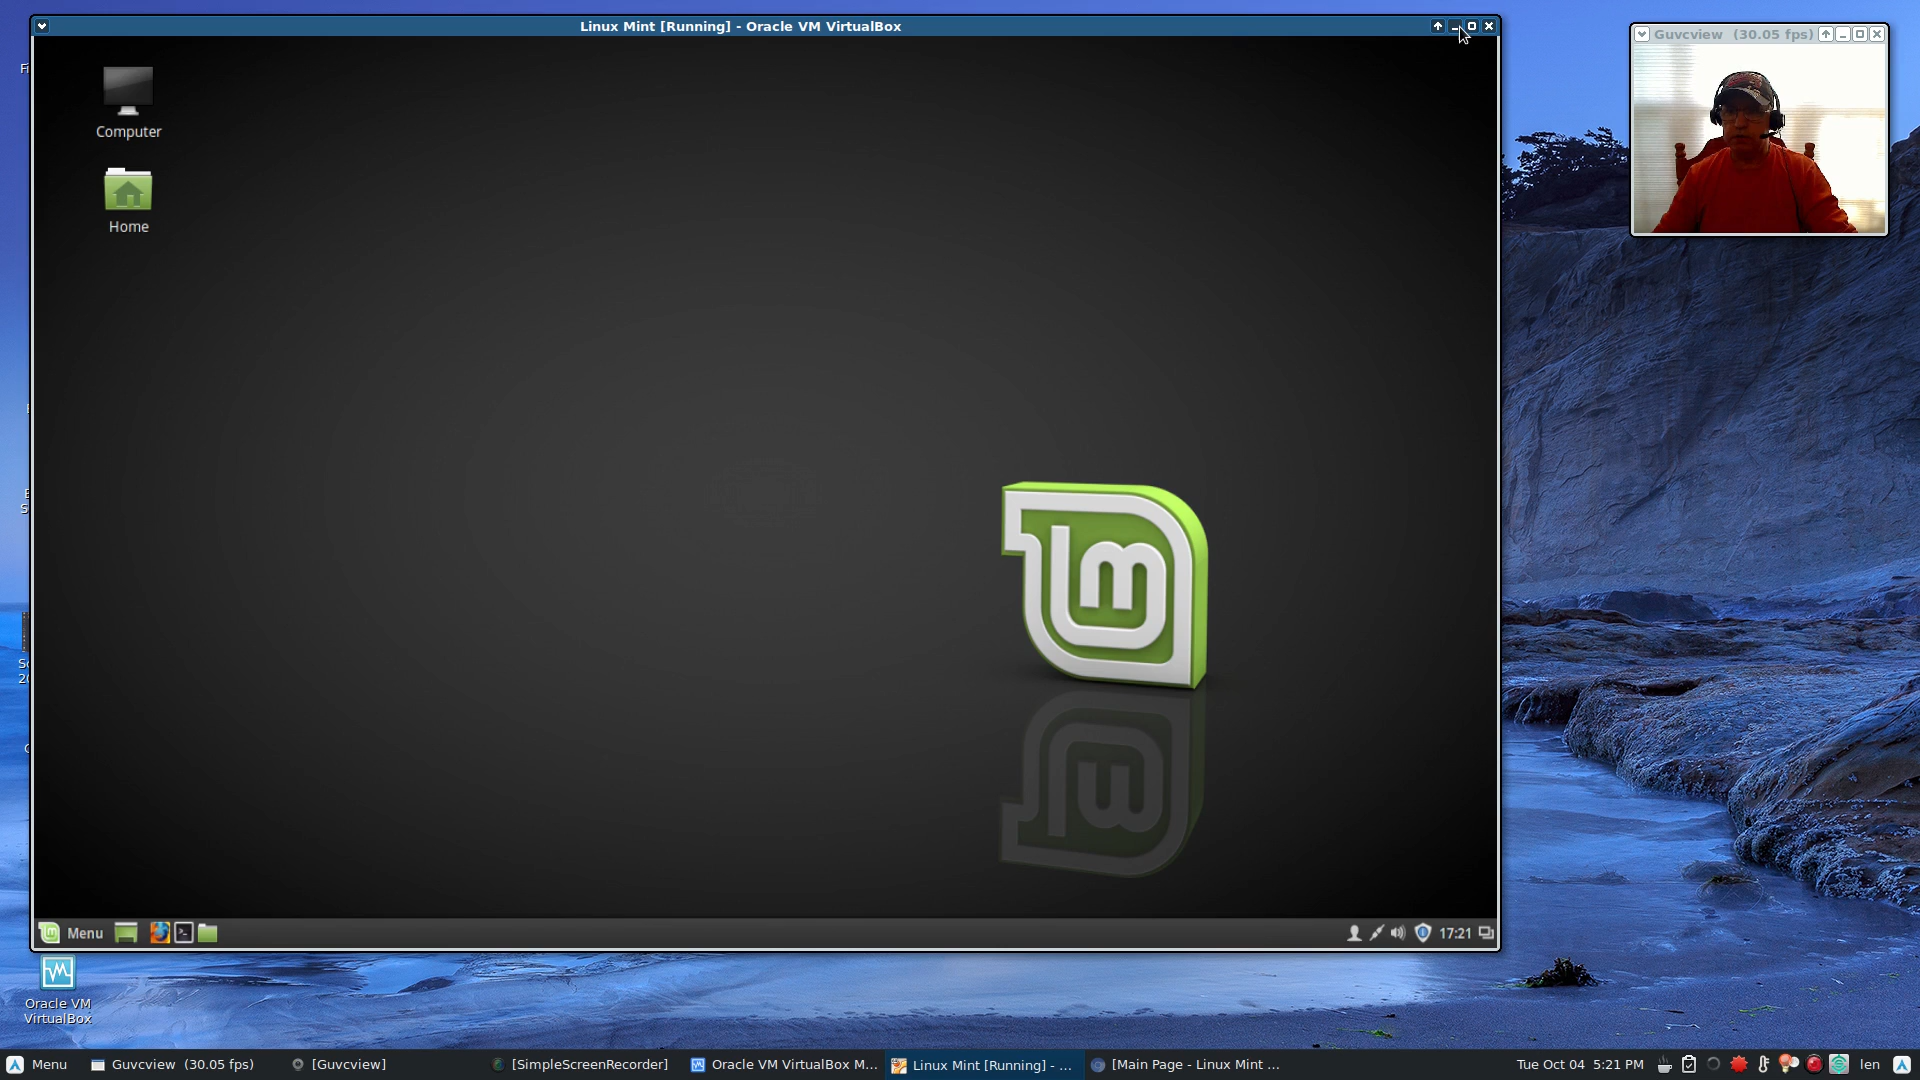 Linux Mint [Running] - Oracle VM VirtualBox
Guvcview (30.05 fps)
Computer
Home
Menu
17:21
Oracle VM
VirtualBox
Menu
Guvcview (30.05 fps)
[Guvcview]
[SimpleScreenRecorder]
Oracle VM VirtualBox M...
Linux Mint [Running] - ...
[Main Page - Linux Mint ...
Tue Oct 04 5:21 PM
len